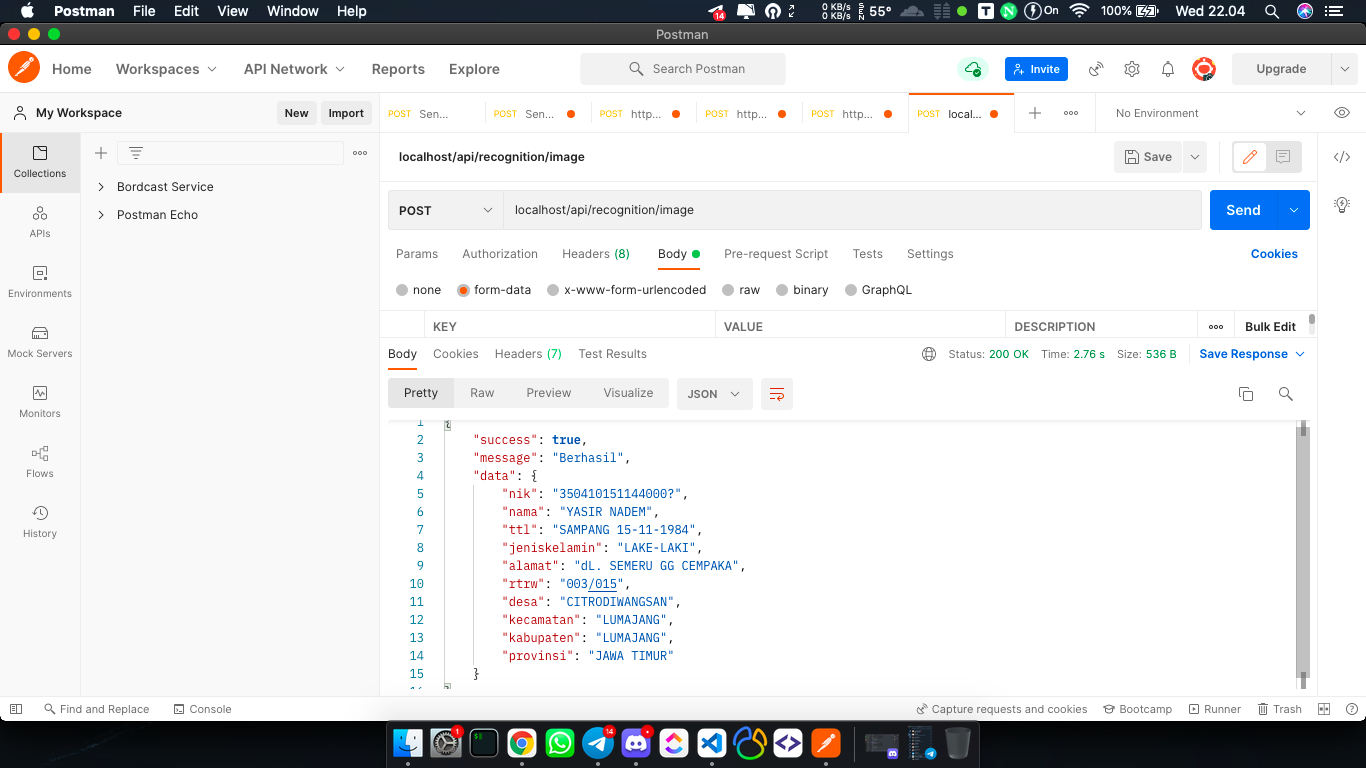 Postman File Edit View Window Help 14 0 KB/s 0 KB/s SEN 55° On 100% Wed 22.04
Postman
Home Workspaces API Network Reports Explore Search Postman Invite Upgrade
My Workspace New Import POST Sen... POST Sen... POST http... POST http... POST http... POST local... No Environment
Collections
APIs
Environments
Mock Servers
Monitors
Flows
History
Bordcast Service
Postman Echo
localhost/api/recognition/image Save
POST localhost/api/recognition/image Send
Params Authorization Headers (8) Body Pre-request Script Tests Settings Cookies
none form-data x-www-form-urlencoded raw binary GraphQL
KEY VALUE DESCRIPTION Bulk Edit
Body Cookies Headers (7) Test Results Status: 200 OK Time: 2.76 s Size: 536 B Save Response
Pretty Raw Preview Visualize JSON
1 {
2 "success": true,
3 "message": "Berhasil",
4 "data": {
5 "nik": "350410151144000?",
6 "nama": "YASIR NADEM",
7 "ttl": "SAMPANG 15-11-1984",
8 "jeniskelamin": "LAKE-LAKI",
9 "alamat": "dL. SEMERU GG CEMPAKA",
10 "rtrw": "003/015",
11 "desa": "CITRODIWANGSAN",
12 "kecamatan": "LUMAJANG",
13 "kabupaten": "LUMAJANG",
14 "provinsi": "JAWA TIMUR"
15 }
16 }
Find and Replace Console Capture requests and cookies Bootcamp Runner Trash
1 14